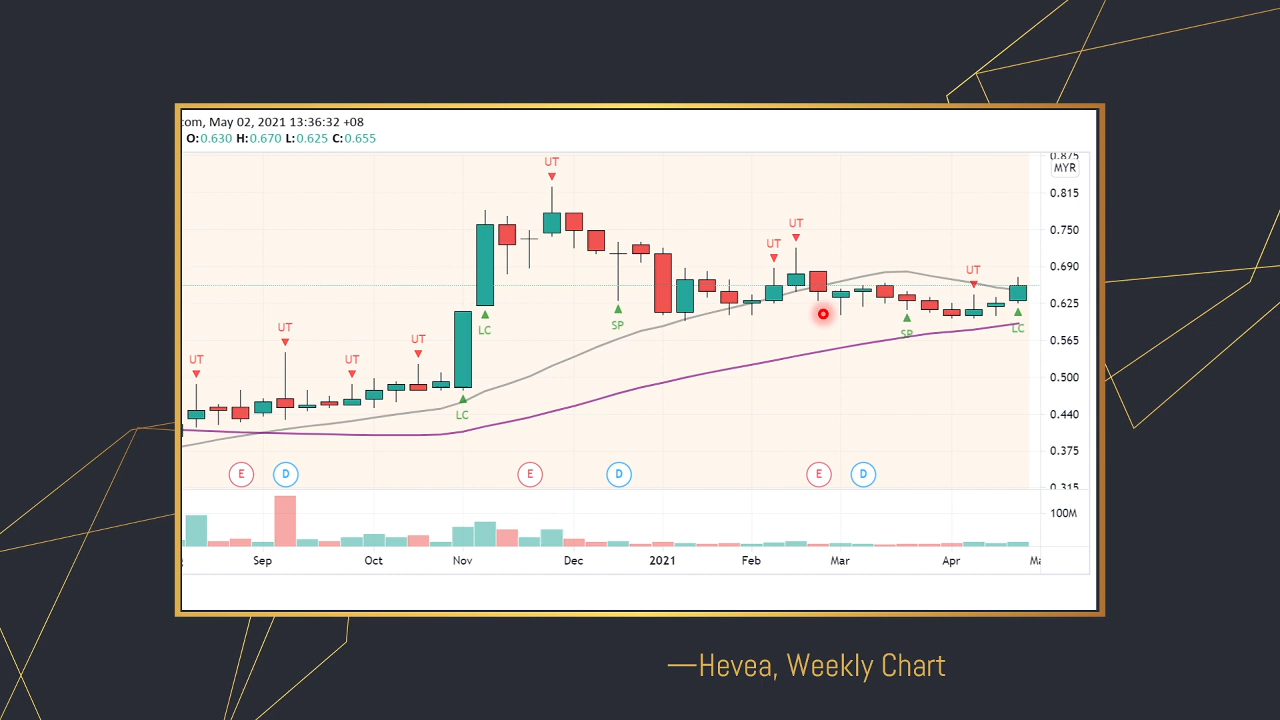 com, May 02, 2021 13:36:32 +08
O:0.630 H:0.670 L:0.625 C:0.655
0.875
MYR
UT
0.815
UT
0.750
UT
0.690
UT
0.625
LC
SP
SP
LC
UT
UT
0.565
UT
UT
0.500
LC
0.440
0.375
E
D
E
D
E
D
0.315
100M
Sep
Oct
Nov
Dec
2021
Feb
Mar
Apr
—Hevea, Weekly Chart